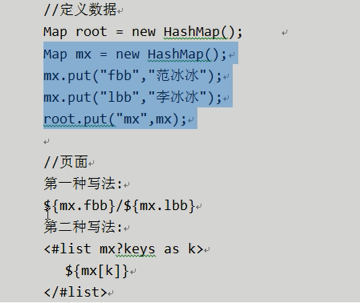 //定义数据
Map root = new HashMap();
Map mx = new HashMap();
mx.put("fbb","范冰冰");
mx.put("lbb","李冰冰");
root.put("mx",mx);
//页面
第一种写法:
${mx.fbb}/${mx.lbb}
第二种写法:
<#list mx?keys as k>
${mx[k]}
</#list>